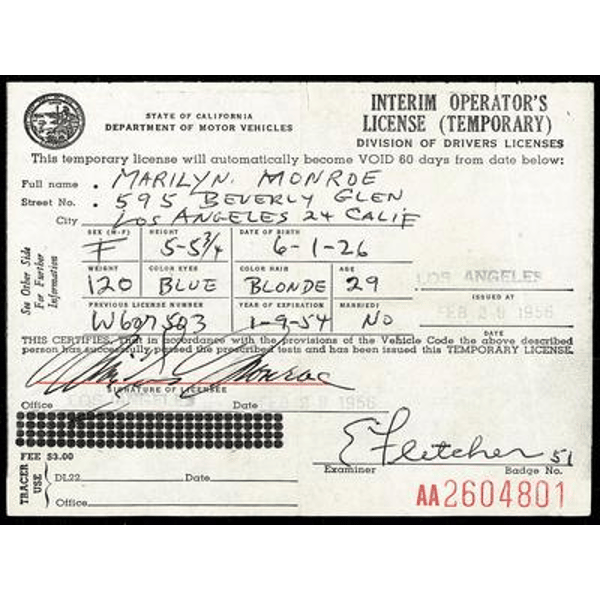 STATE OF CALIFORNIA
DEPARTMENT OF MOTOR VEHICLES
INTERIM OPERATOR'S
LICENSE (TEMPORARY)
DIVISION OF DRIVERS LICENSES
This temporary license will automatically become VOID 60 days from date below:
Full name . MARILYN. MONROE
Street No. . 595 BEVERLY GLEN
City LOS ANGELES 24 CALIF
See Other Side
For Further
Information
SEX (M-F) HEIGHT DATE OF BIRTH
F 5-5 3/4 6-1-26
WEIGHT COLOR EYES COLOR HAIR AGE
120 BLUE BLONDE 29
LOS ANGELES
ISSUED AT
PREVIOUS LICENSE NUMBER YEAR OF EXPIRATION MARRIED?
W607503 1-9-54 NO
FEB 29 1956
DATE
THIS CERTIFIES, That in accordance with the provisions of the Vehicle Code the above described
person has successfully passed the prescribed tests and has been issued this TEMPORARY LICENSE.
Marilyn Monroe
SIGNATURE OF LICENSEE
Office LOS ANGELES Date FEB 29 1956
FEE $3.00
TRACER
USE
DL22 Date
Office
E Fletcher 51
Examiner Badge No.
AA2604801